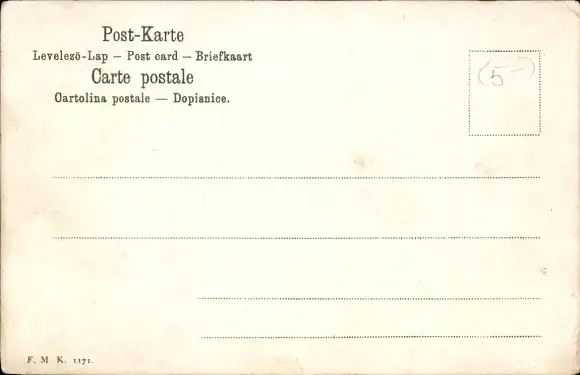 Post-Karte
Levelezö-Lap — Post card — Briefkaart
Carte postale
Cartolina postale — Dopisnice.
(5-)
F. M K. 1171.